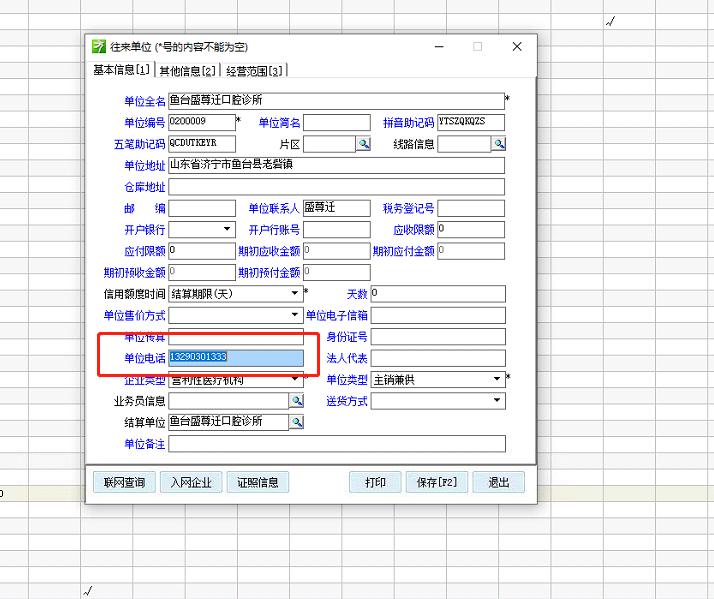 往来单位 (*号的内容不能为空)
基本信息[1] 其他信息[2] 经营范围[3]
单位全名 鱼台盛尊迁口腔诊所 *
单位编号 0200009 * 单位简名 拼音助记码 YTSZQKQZS
五笔助记码 QCDUTKEYR 片区 线路信息
单位地址 山东省济宁市鱼台县老砦镇
仓库地址
邮 编 单位联系人 盛尊迁 税务登记号
开户银行 开户行账号 应收限额 0
应付限额 0 期初应收金额 0 期初应付金额 0
期初预收金额 0 期初预付金额 0
信用额度时间 结算期限(天) * 天数 0
单位售价方式 单位电子信箱
单位传真 身份证号
单位电话 13290301333 法人代表
企业类型 营利性医疗机构 * 单位类型 主销兼供 *
业务员信息 送货方式
结算单位 鱼台盛尊迁口腔诊所
单位备注
联网查询 入网企业 证照信息 打印 保存[F2] 退出